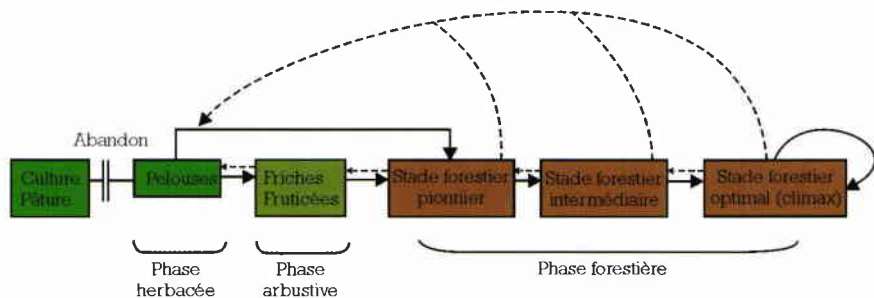 Abandon
Culture
Pâture
Pelouses
Friches
Fruticées
Stade forestier
pionnier
Stade forestier
intermédiaire
Stade forestier
optimal (climax)
Phase
herbacée
Phase
arbustive
Phase forestière